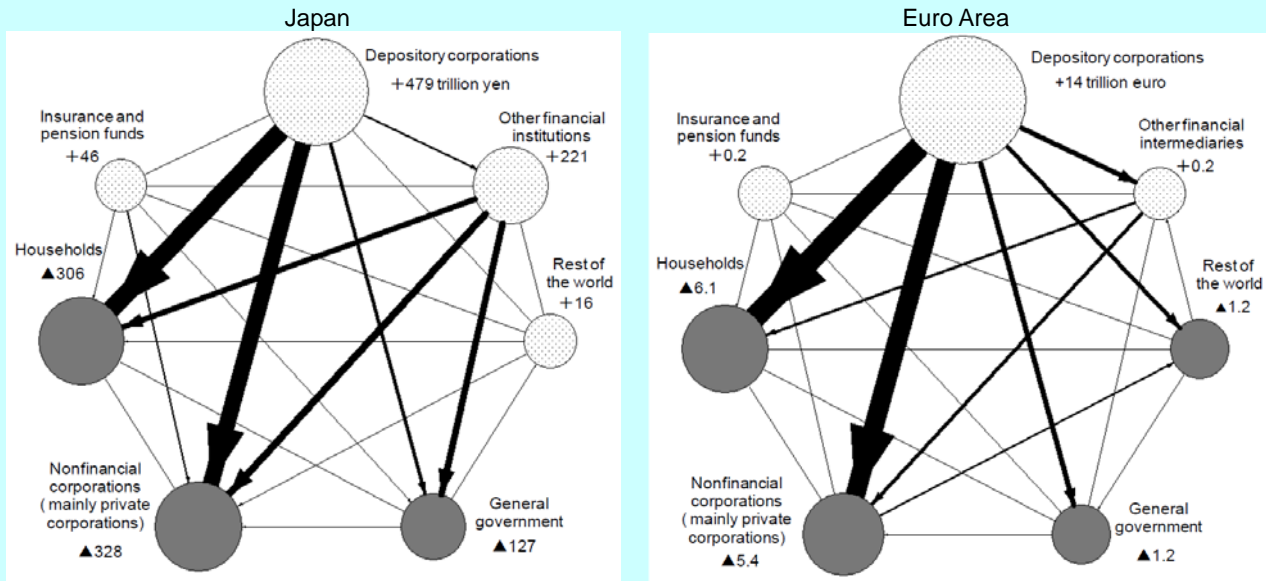 Japan
Depository corporations
+479 trillion yen
Insurance and
pension funds
+46
Other financial
institutions
+221
Households
▲306
Rest of
the world
+16
Nonfinancial
corporations
( mainly private
corporations)
▲328
General
government
▲127
Euro Area
Depository corporations
+14 trillion euro
Insurance and
pension funds
+0.2
Other financial
intermediaries
+0.2
Households
▲6.1
Rest of
the world
▲1.2
Nonfinancial
corporations
( mainly private
corporations)
▲5.4
General
government
▲1.2